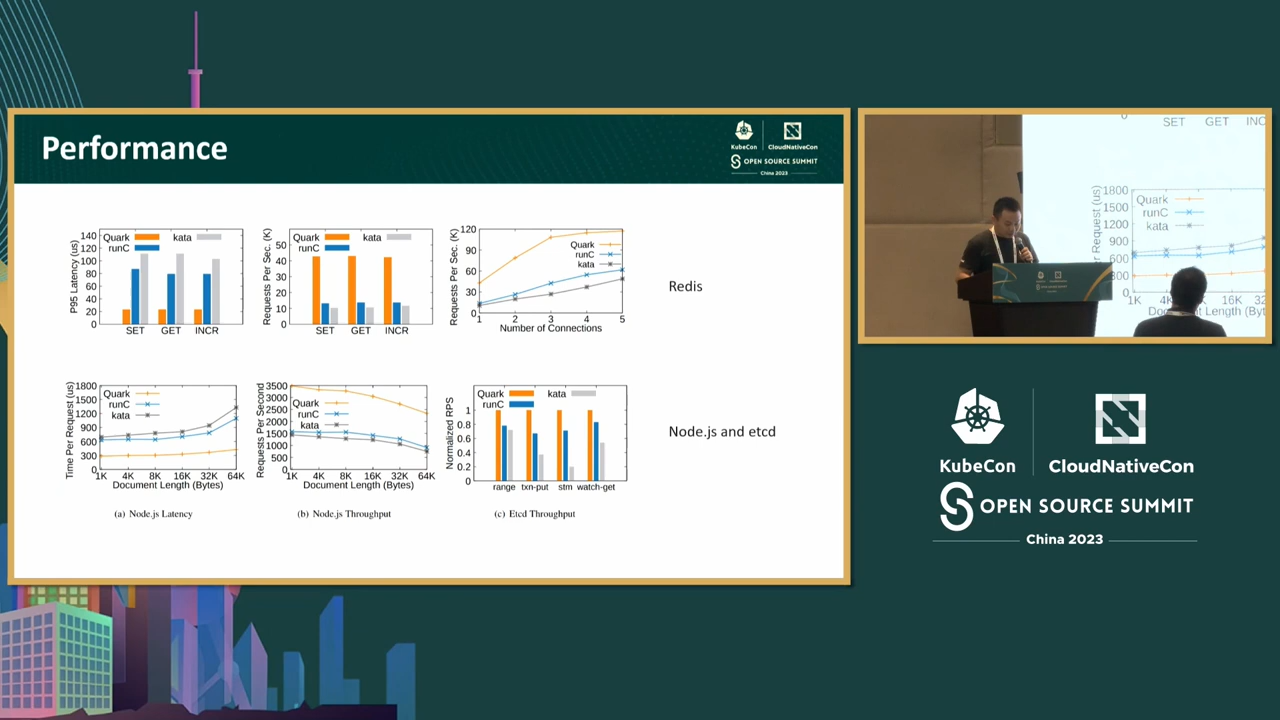 Performance
KubeCon
CloudNativeCon
OPEN SOURCE SUMMIT
China 2023
Quark
runC
kata
P95 Latency (us)
140
120
100
80
60
40
20
0
SET GET INCR
Quark
runC
kata
Requests Per Sec. (K)
50
40
30
20
10
0
SET GET INCR
Requests Per Sec. (K)
120
90
60
30
0
Quark
runC
kata
1 2 3 4 5
Number of Connections
Redis
Time Per Request (us)
1800
1500
1200
900
600
300
0
Quark
runC
kata
1K 4K 8K 16K 32K 64K
Document Length (Bytes)
(a) Node.js Latency
Requests Per Second
3500
3000
2500
2000
1500
1000
500
0
Quark
runC
kata
1K 4K 8K 16K 32K 64K
Document Length (Bytes)
(b) Node.js Throughput
Normalized RPS
1
0.8
0.6
0.4
0.2
0
Quark
runC
kata
range txn-put stm watch-get
(c) Etcd Throughput
Node.js and etcd
0
SET GET INC
Request (us)
1800
1500
1200
900
600
300
0
Quark
runC
kata
1K 4K 16K 32
Docum Length (Byt
KubeCon
CloudNativeCon
OPEN SOURCE SUMMIT
China 2023